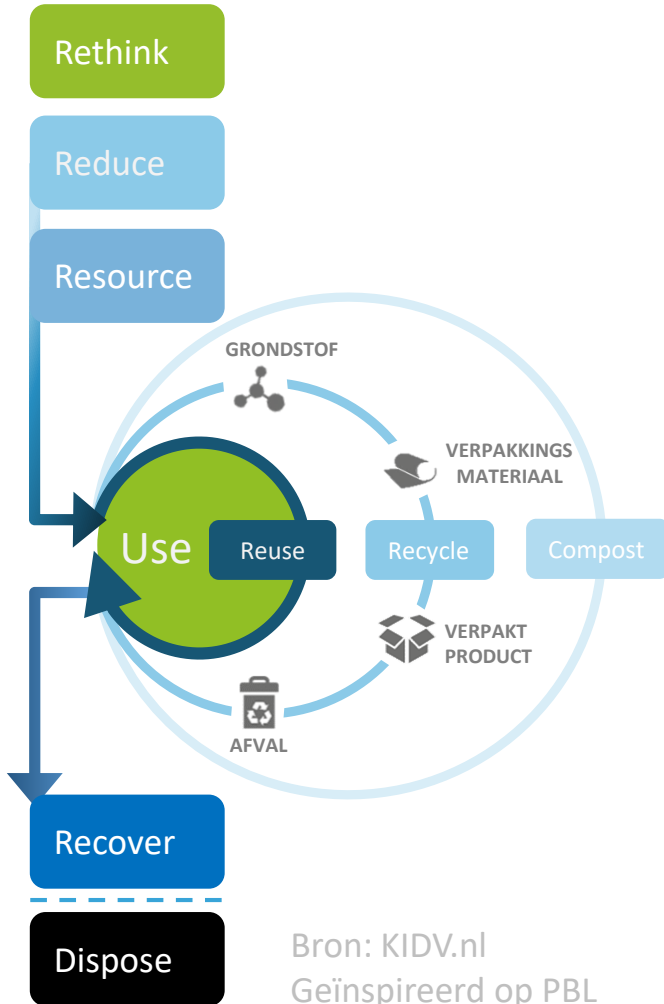 Rethink
Reduce
Resource
GRONDSTOF
VERPAKKINGS
MATERIAAL
Use
Reuse
Recycle
Compost
VERPAKT
PRODUCT
AFVAL
Recover
Dispose
Bron: KIDV.nl
Geïnspireerd op PBL